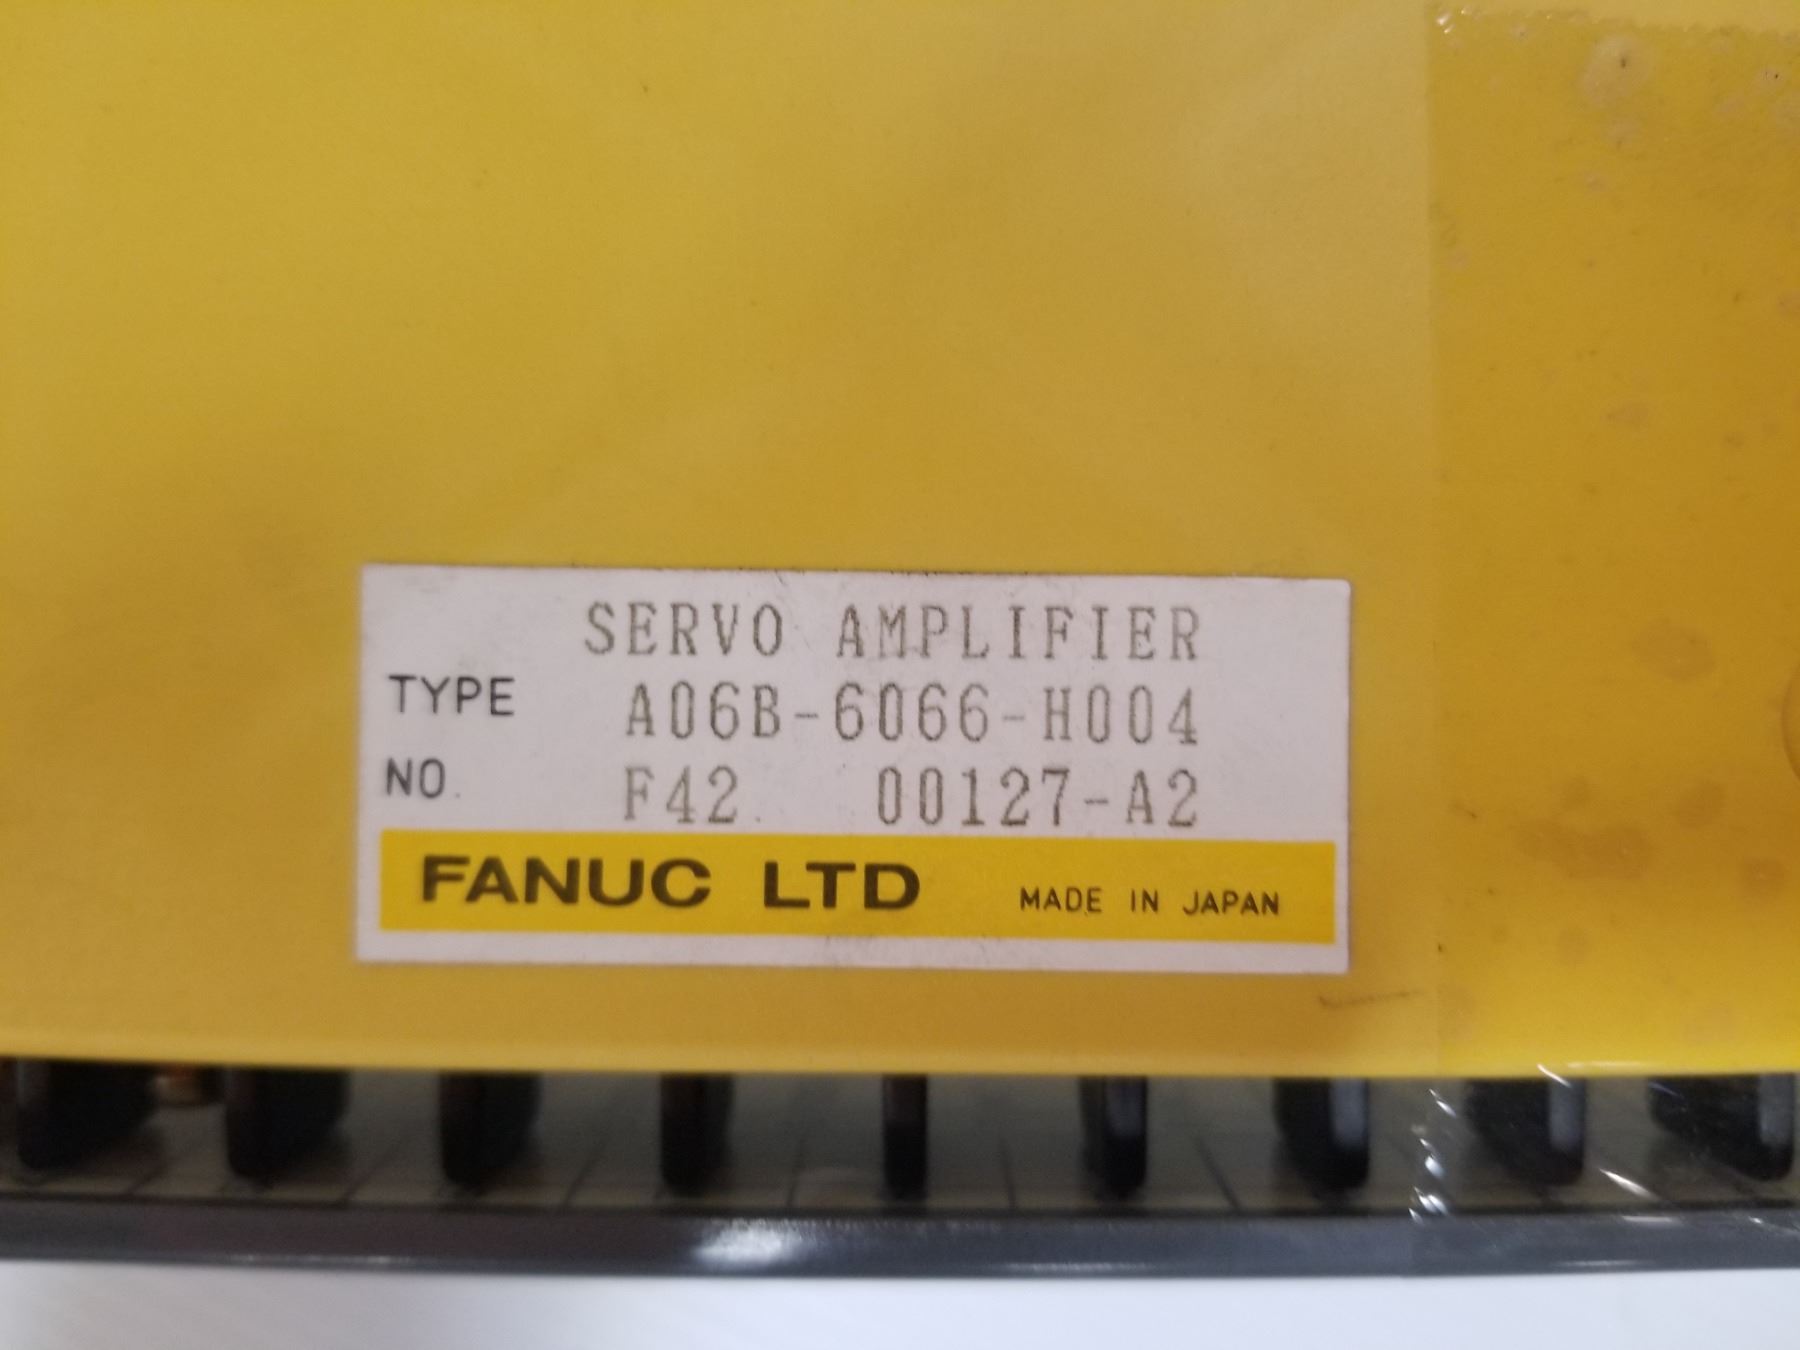 SERVO AMPLIFIER
TYPE A06B-6066-H004
NO. F42 00127-A2
FANUC LTD MADE IN JAPAN